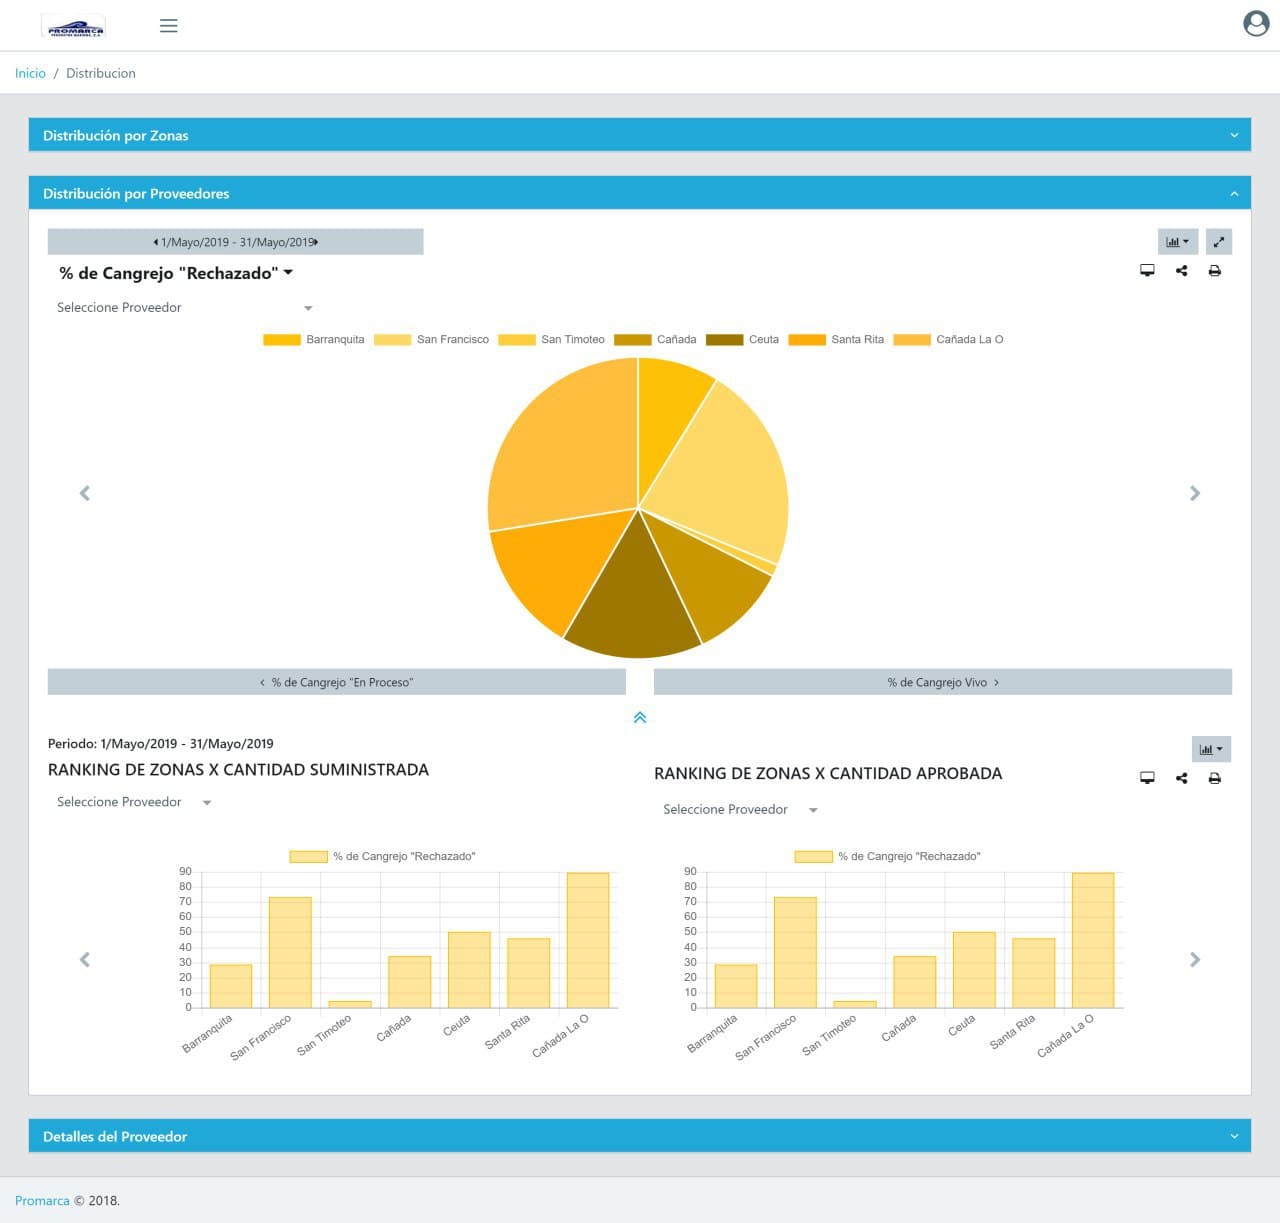 PROMARCA
Inicio / Distribucion
Distribución por Zonas
Distribución por Proveedores
1/Mayo/2019 - 31/Mayo/2019
% de Cangrejo "Rechazado"
Seleccione Proveedor
Barranquita San Francisco San Timoteo Cañada Ceuta Santa Rita Cañada La O
% de Cangrejo "En Proceso"
% de Cangrejo Vivo
Periodo: 1/Mayo/2019 - 31/Mayo/2019
RANKING DE ZONAS X CANTIDAD SUMINISTRADA
Seleccione Proveedor
% de Cangrejo "Rechazado"
90
80
70
60
50
40
30
20
10
0
Barranquita
San Francisco
San Timoteo
Cañada
Ceuta
Santa Rita
Cañada La O
RANKING DE ZONAS X CANTIDAD APROBADA
Seleccione Proveedor
% de Cangrejo "Rechazado"
90
80
70
60
50
40
30
20
10
0
Barranquita
San Francisco
San Timoteo
Cañada
Ceuta
Santa Rita
Cañada La O
Detalles del Proveedor
Promarca © 2018.